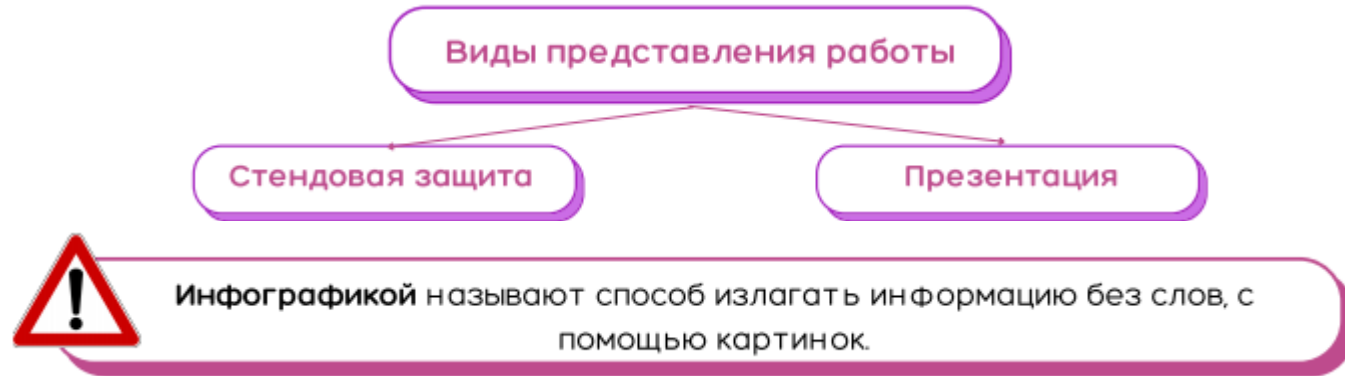 Виды представления работы
Стендовая защита
Презентация
Инфографикой называют способ излагать информацию без слов, с
помощью картинок.